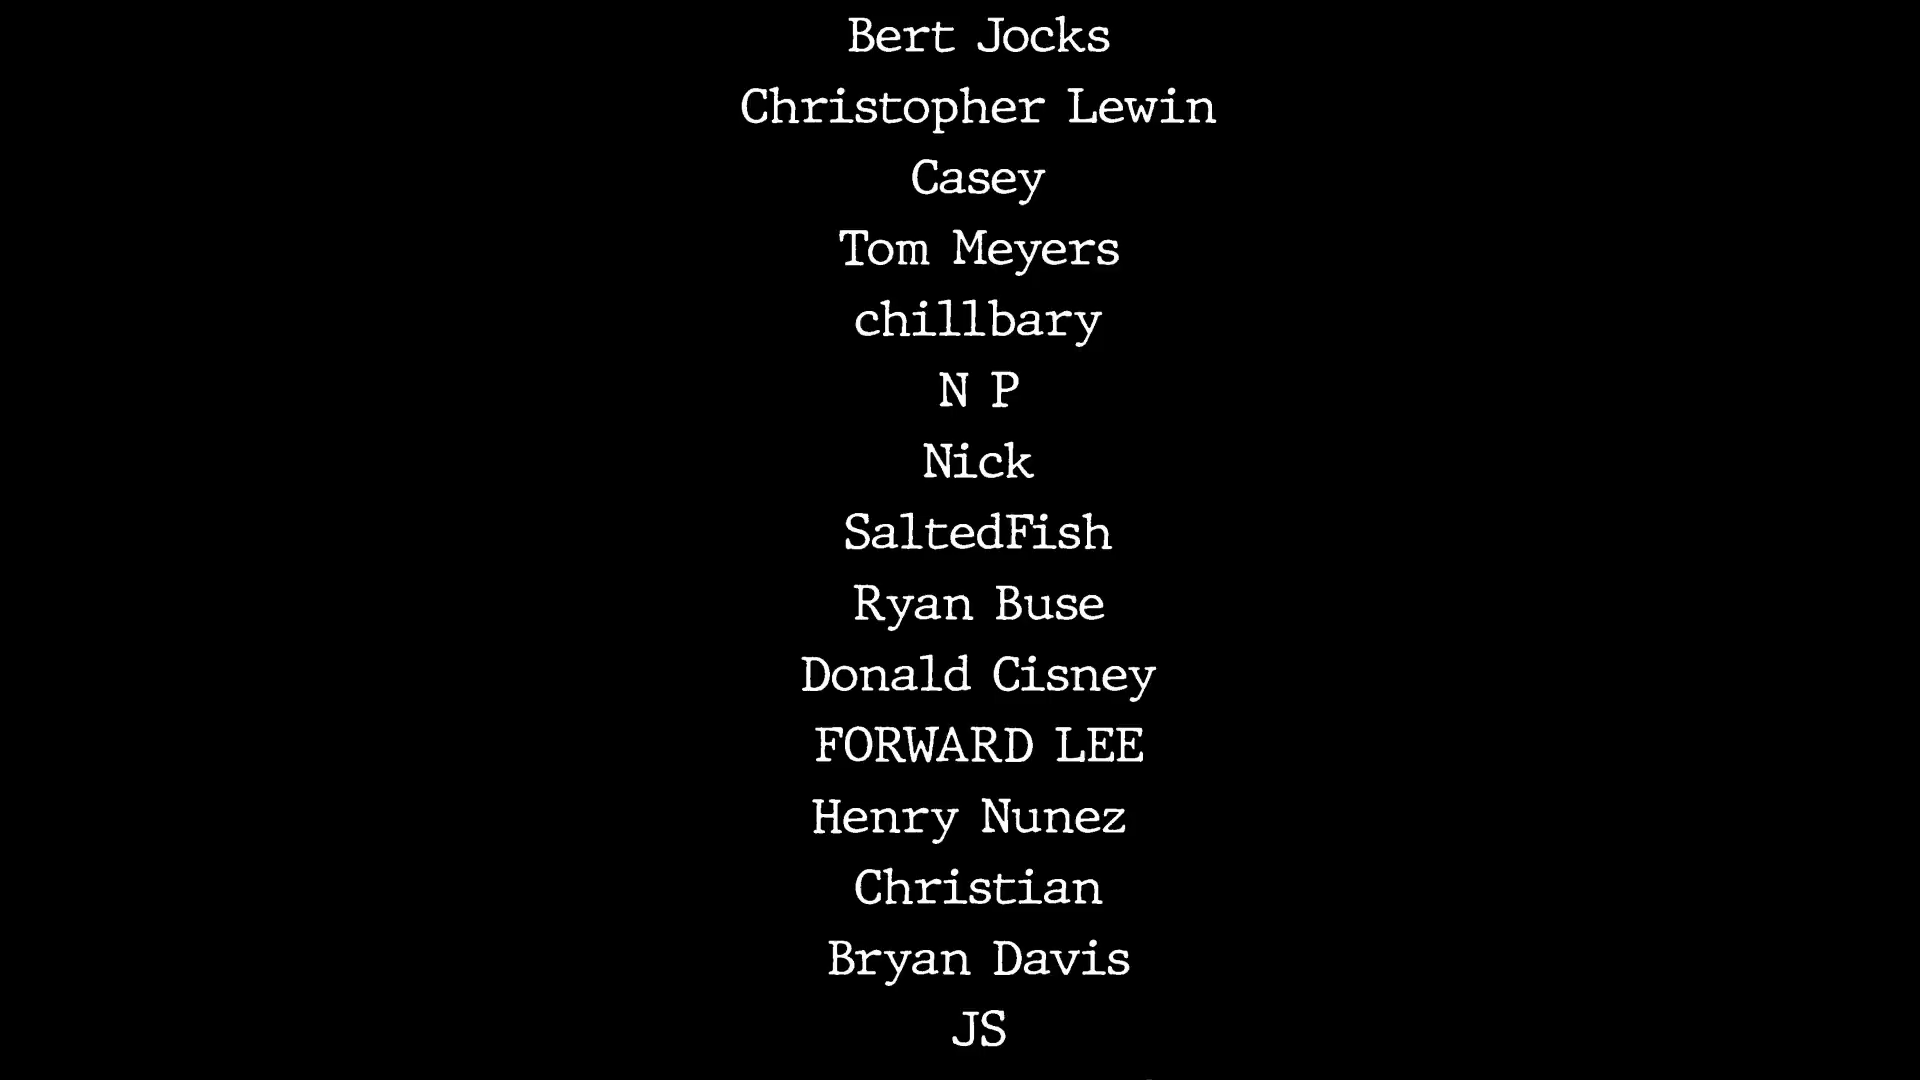 Bert Jocks
Christopher Lewin
Casey
Tom Meyers
chillbary
N P
Nick
SaltedFish
Ryan Buse
Donald Cisney
FORWARD LEE
Henry Nunez
Christian
Bryan Davis
JS